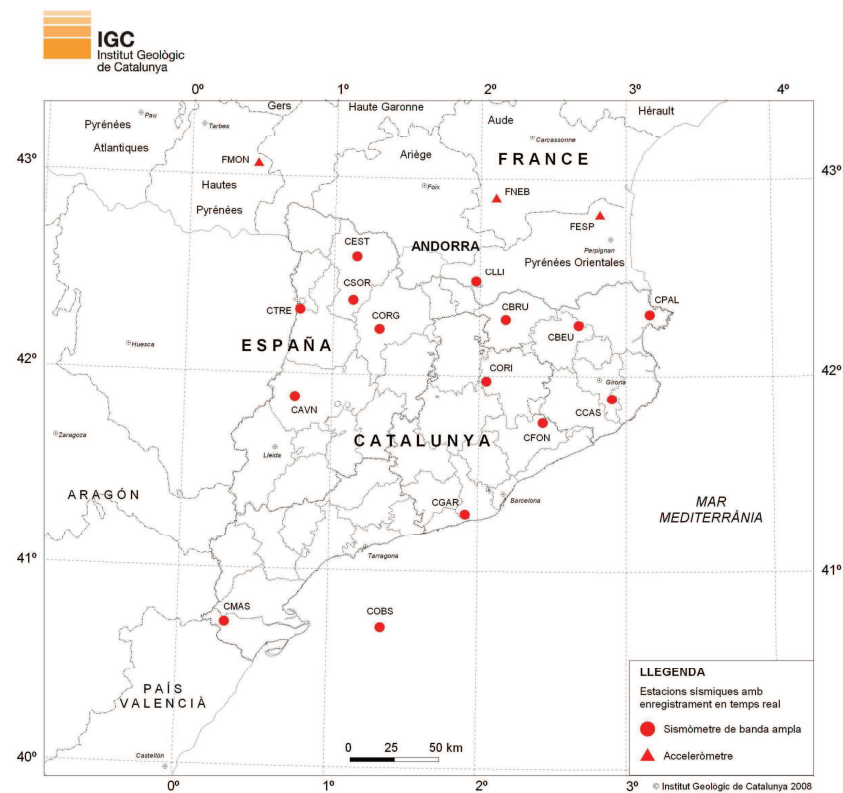 IGC
Institut Geològic
de Catalunya
0º 1º 2º 3º 4º
Gers
Haute Garonne
Aude
Hérault
Pyrénées
Atlantiques
Pau
Tarbes
Carcassonne
43º
43º
FMON
Ariège
FRANCE
Foix
Hautes
Pyrénées
FNEB
FESP
Perpignan
CEST
ANDORRA
Pyrénées Orientales
CLLI
CSOR
CTRE
CORG
CBRU
CBEU
CPAL
Huesca
ESPAÑA
42º
42º
CORI
Girona
CAVN
CCAS
CFON
Zaragoza
CATALUNYA
Lleida
ARAGÓN
CGAR
Barcelona
MAR
MEDITERRÀNIA
Tarragona
41º
41º
CMAS
COBS
PAÍS
VALENCIÀ
LLEGENDA
Estacions sísmiques amb
enregistrament en temps real
Sismòmetre de banda ampla
Acceleròmetre
40º
Castellón
0 25 50 km
0º 1º 2º 3º
© Institut Geològic de Catalunya 2008